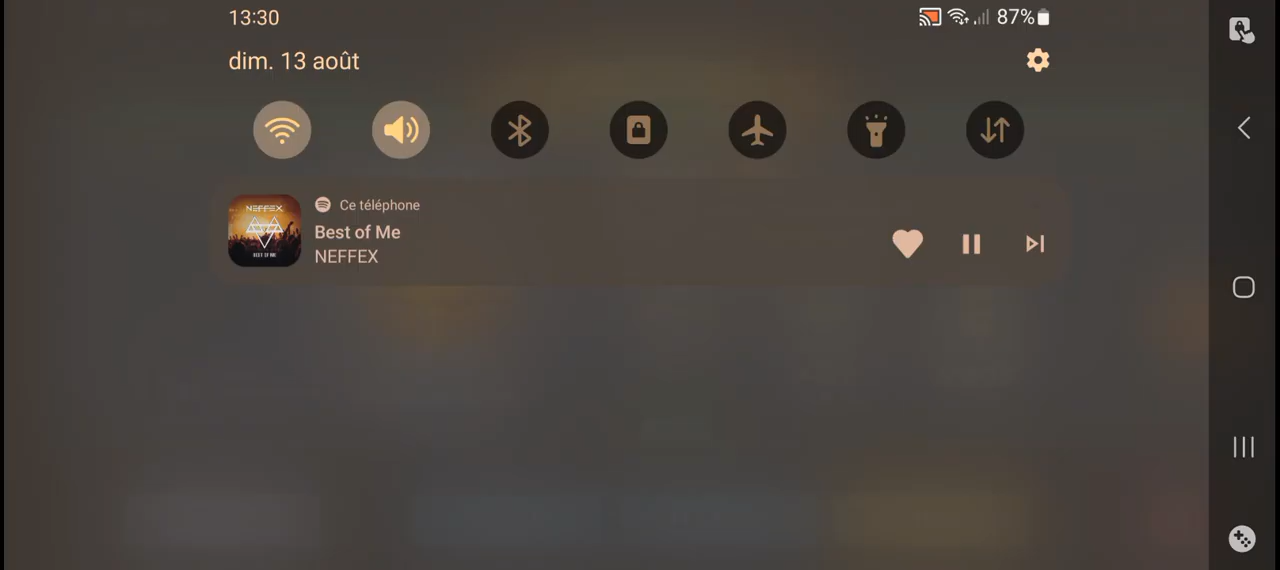 13:30
87%
dim. 13 août
NEFFEX
BEST OF ME
Ce téléphone
Best of Me
NEFFEX